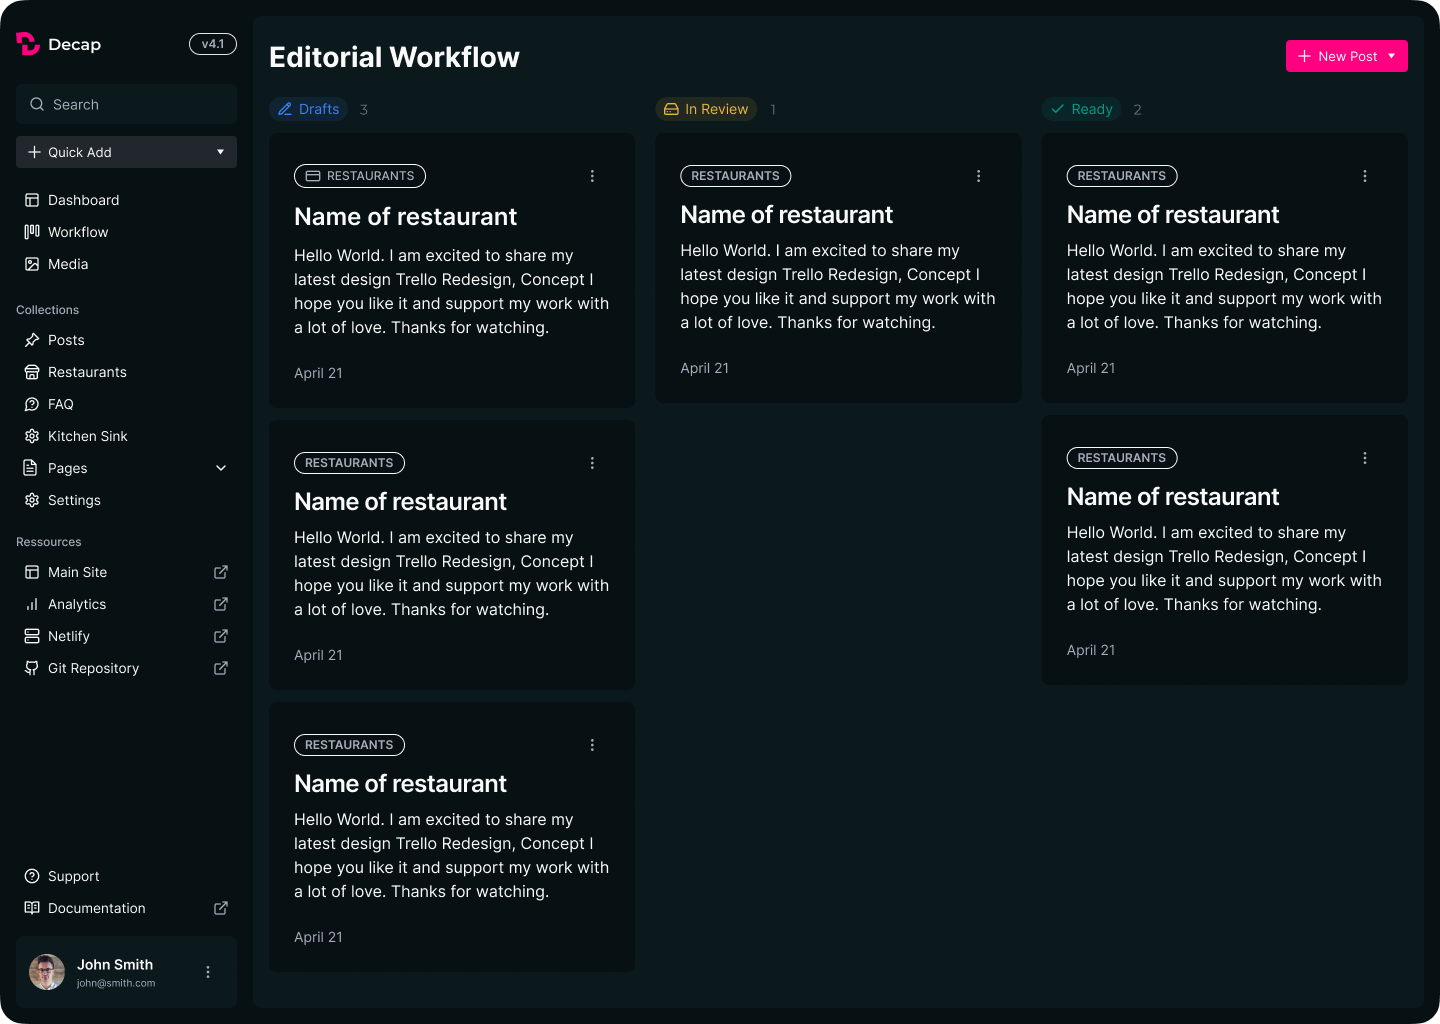 Decap
v4.1
Search
Quick Add
Dashboard
Workflow
Media
Collections
Posts
Restaurants
FAQ
Kitchen Sink
Pages
Settings
Ressources
Main Site
Analytics
Netlify
Git Repository
Support
Documentation
John Smith
john@smith.com
Editorial Workflow
New Post
Drafts 3
RESTAURANTS
Name of restaurant
Hello World. I am excited to share my
latest design Trello Redesign, Concept I
hope you like it and support my work with
a lot of love. Thanks for watching.
April 21
RESTAURANTS
Name of restaurant
Hello World. I am excited to share my
latest design Trello Redesign, Concept I
hope you like it and support my work with
a lot of love. Thanks for watching.
April 21
RESTAURANTS
Name of restaurant
Hello World. I am excited to share my
latest design Trello Redesign, Concept I
hope you like it and support my work with
a lot of love. Thanks for watching.
April 21
In Review 1
RESTAURANTS
Name of restaurant
Hello World. I am excited to share my
latest design Trello Redesign, Concept I
hope you like it and support my work with
a lot of love. Thanks for watching.
April 21
Ready 2
RESTAURANTS
Name of restaurant
Hello World. I am excited to share my
latest design Trello Redesign, Concept I
hope you like it and support my work with
a lot of love. Thanks for watching.
April 21
RESTAURANTS
Name of restaurant
Hello World. I am excited to share my
latest design Trello Redesign, Concept I
hope you like it and support my work with
a lot of love. Thanks for watching.
April 21